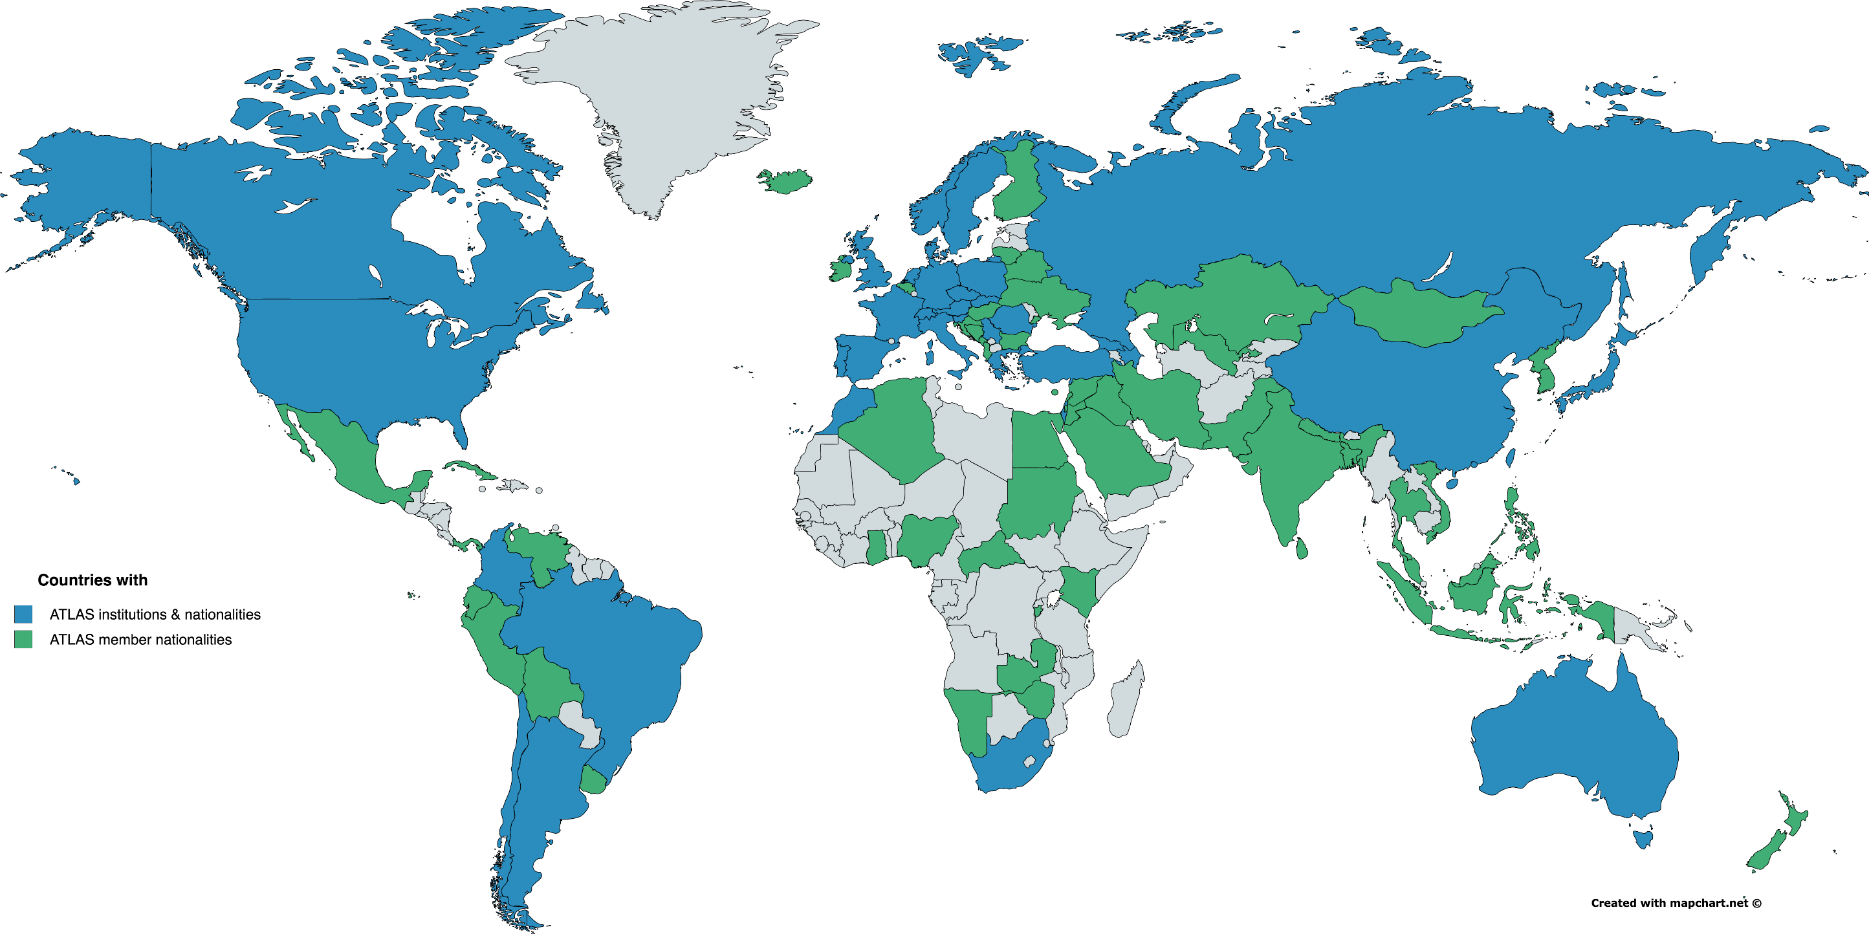 Countries with
ATLAS institutions & nationalities
ATLAS member nationalities
Created with mapchart.net ©